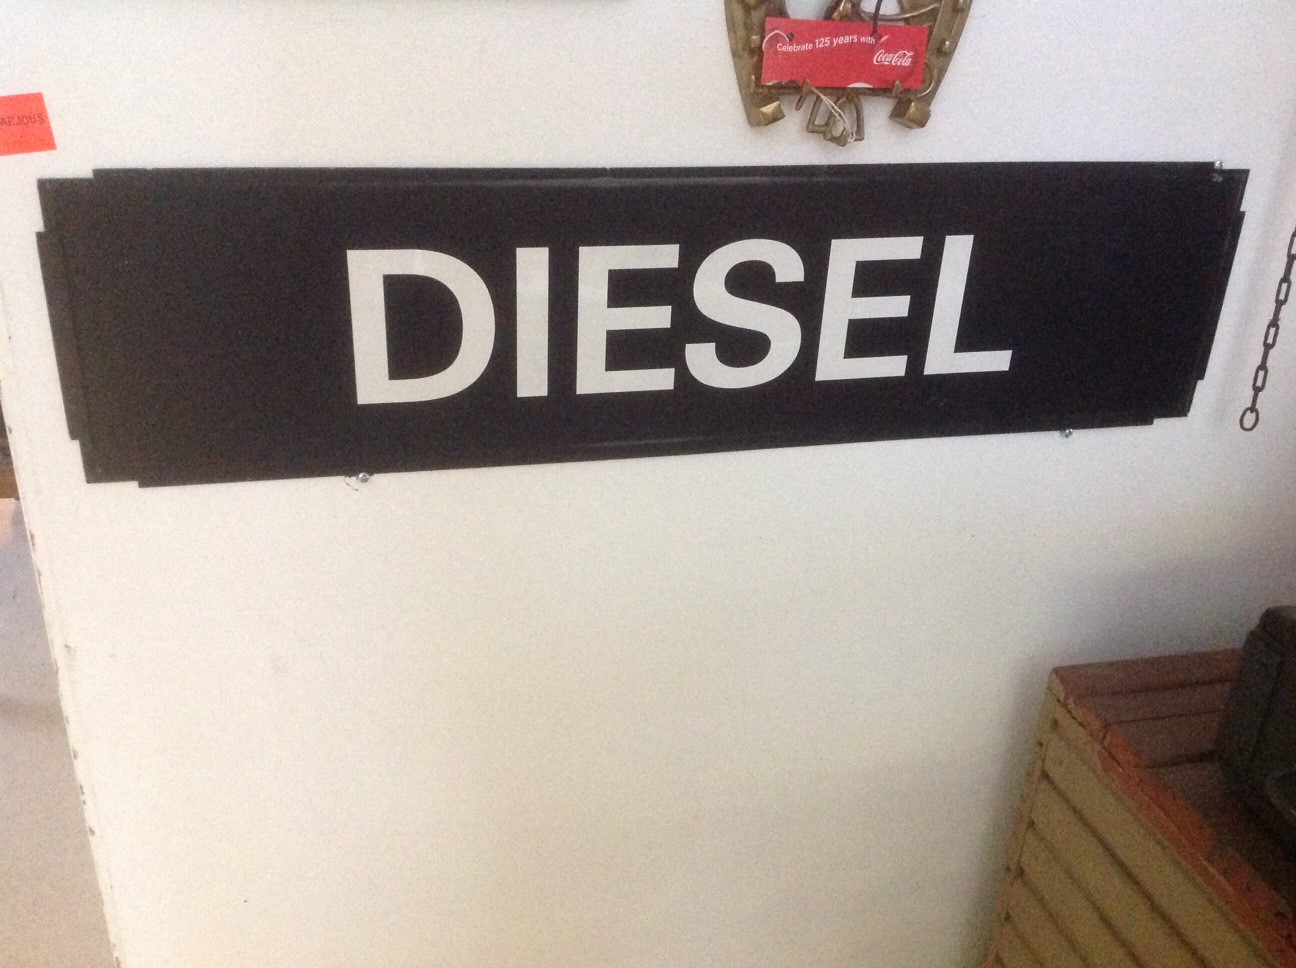 Celebrate 125 years with
Coca-Cola
DIESEL